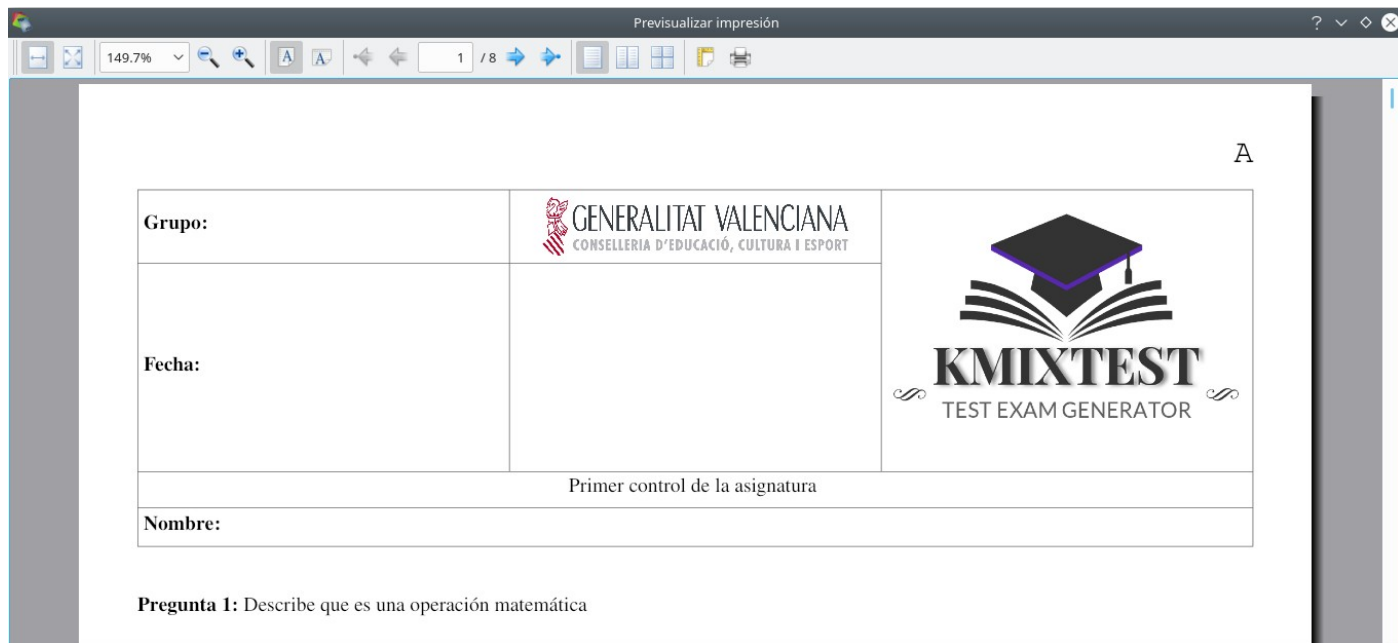 Previsualizar impresión
149.7%
A
A
1 / 8
A
Grupo:
GENERALITAT VALENCIANA
CONSELLERIA D'EDUCACIÓ, CULTURA I ESPORT
Fecha:
KMIXTEST
TEST EXAM GENERATOR
Primer control de la asignatura
Nombre:
Pregunta 1: Describe que es una operación matemática